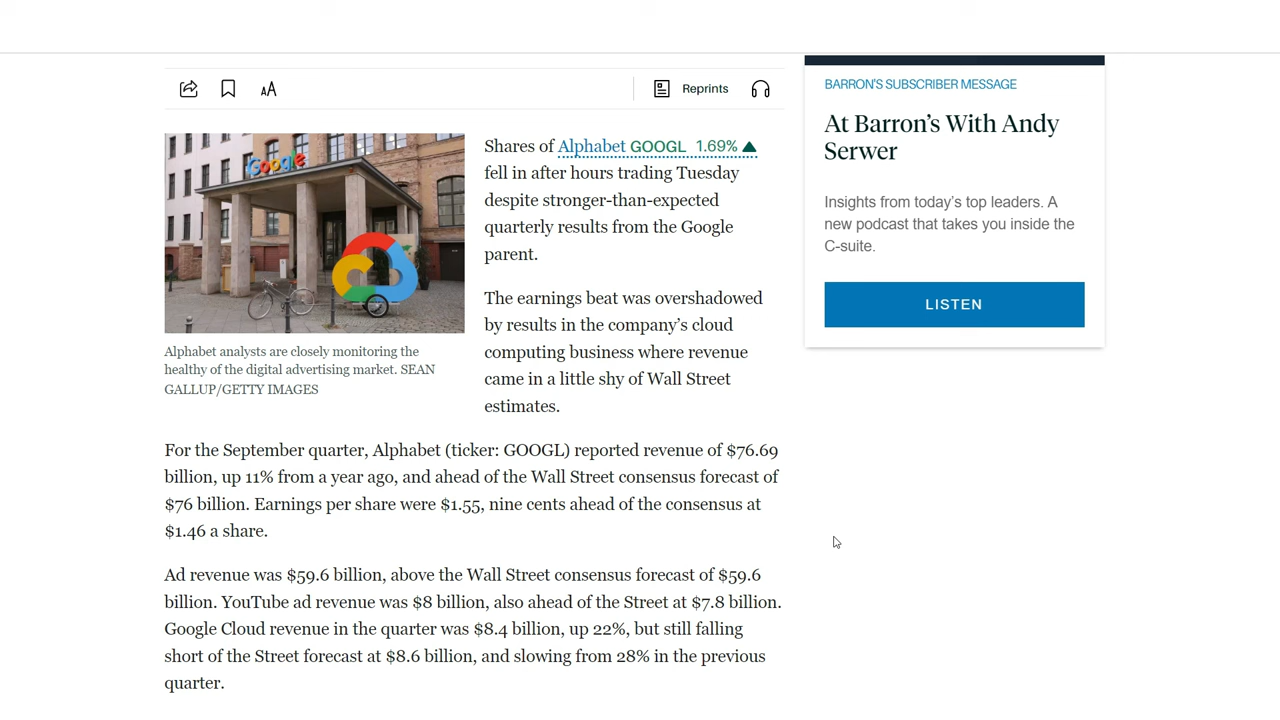 Reprints
Google
Alphabet analysts are closely monitoring the
healthy of the digital advertising market. SEAN
GALLUP/GETTY IMAGES
Shares of Alphabet GOOGL 1.69% ▲
fell in after hours trading Tuesday
despite stronger-than-expected
quarterly results from the Google
parent.
The earnings beat was overshadowed
by results in the company’s cloud
computing business where revenue
came in a little shy of Wall Street
estimates.
For the September quarter, Alphabet (ticker: GOOGL) reported revenue of $76.69
billion, up 11% from a year ago, and ahead of the Wall Street consensus forecast of
$76 billion. Earnings per share were $1.55, nine cents ahead of the consensus at
$1.46 a share.
Ad revenue was $59.6 billion, above the Wall Street consensus forecast of $59.6
billion. YouTube ad revenue was $8 billion, also ahead of the Street at $7.8 billion.
Google Cloud revenue in the quarter was $8.4 billion, up 22%, but still falling
short of the Street forecast at $8.6 billion, and slowing from 28% in the previous
quarter.
BARRON'S SUBSCRIBER MESSAGE
At Barron’s With Andy
Serwer
Insights from today’s top leaders. A
new podcast that takes you inside the
C-suite.
LISTEN